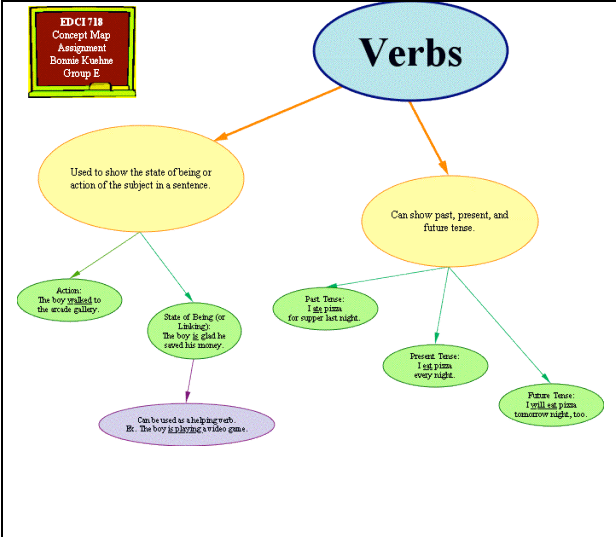 EDCI 718
Concept Map
Assignment
Bonnie Kuehne
Group E
Verbs
Used to show the state of being or
action of the subject in a sentence.
Can show past, present, and
future tense.
Action:
The boy walked to
the arcade gallery.
State of Being (or
Linking):
The boy is glad he
saved his money.
Past Tense:
I ate pizza
for supper last night.
Present Tense:
I eat pizza
every night.
Future Tense:
I will eat pizza
tomorrow night, too.
Can be used as a helping verb.
Ex. The boy is playing a video game.